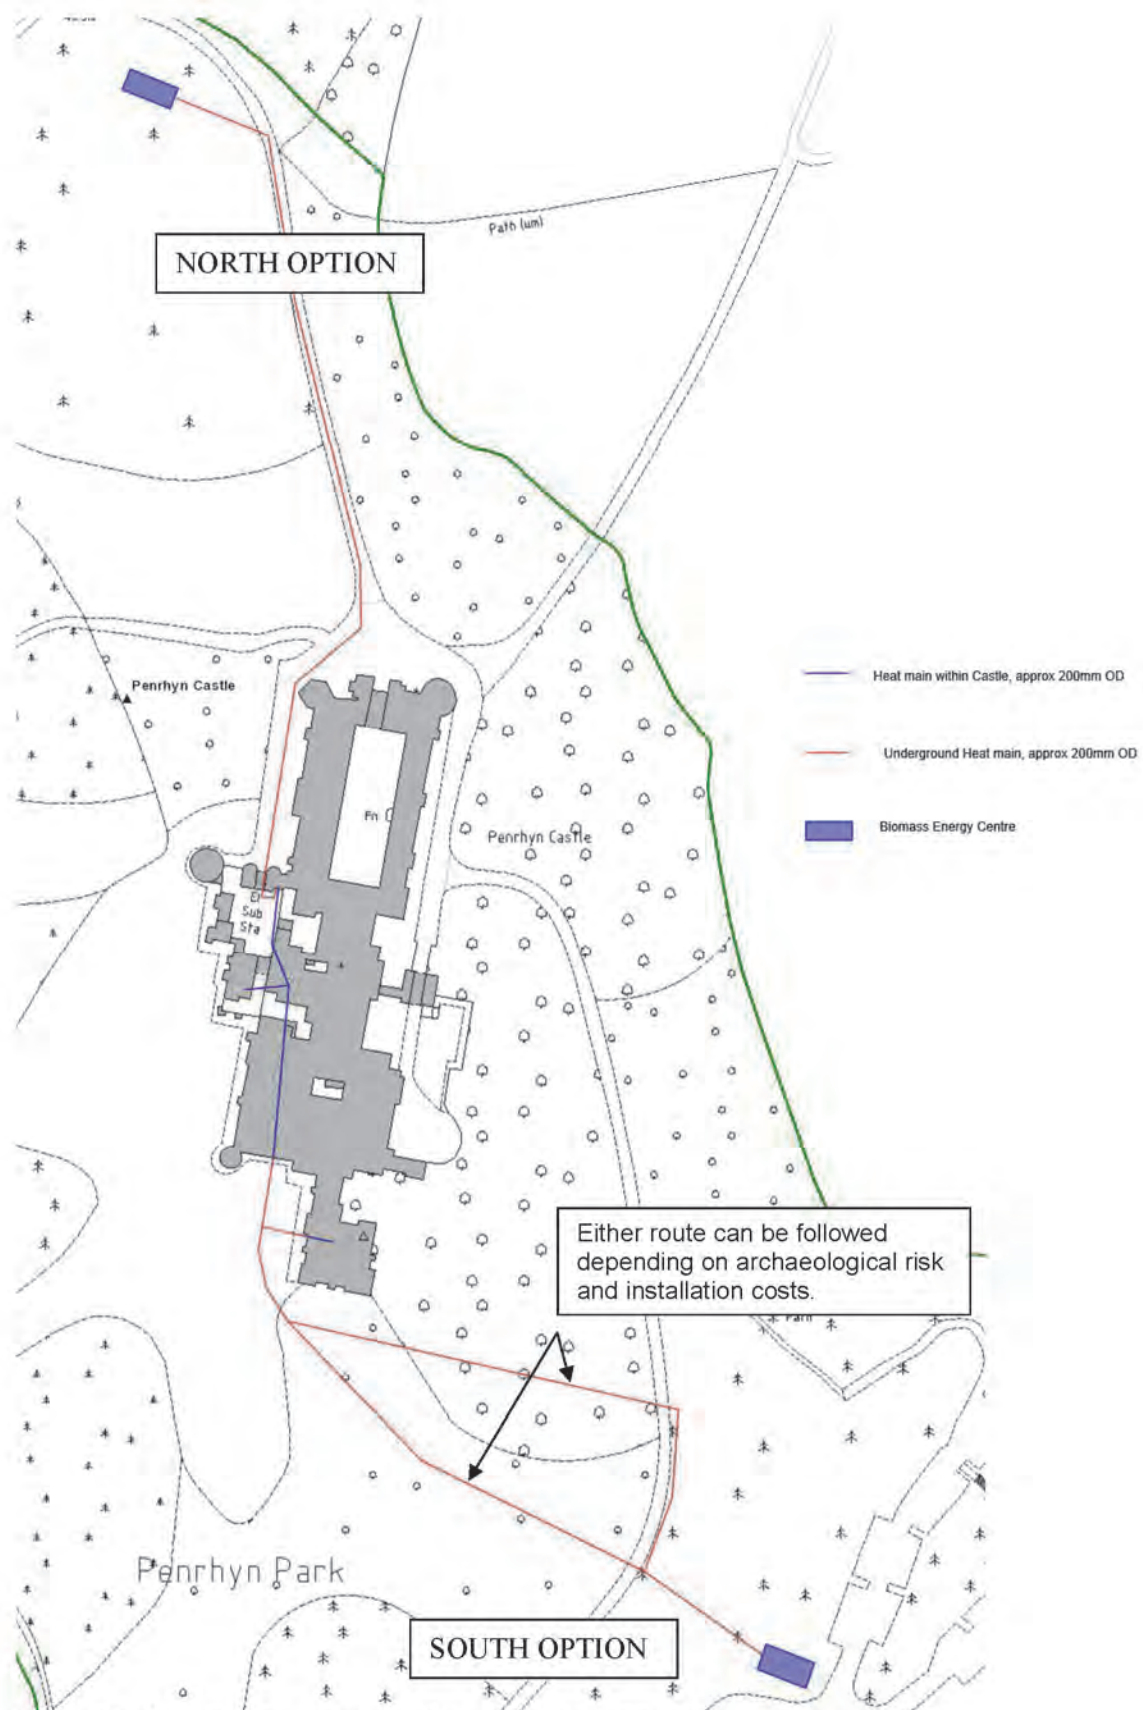 NORTH OPTION
Path (um)
Penrhyn Castle
Heat main within Castle, approx 200mm OD
Underground Heat main, approx 200mm OD
Biomass Energy Centre
Fn
Penrhyn Castle
El
Sub
Sta
Either route can be followed
depending on archaeological risk
and installation costs.
Penrhyn Park
SOUTH OPTION